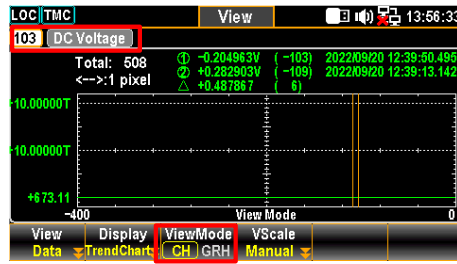 LOC TMC View 13:56:33
103 DC Voltage
Total: 508 ① -0.204963V ( -103) 2022/09/20 12:39:50.495
<-->:1 pixel ② +0.282903V ( -109) 2022/09/20 12:39:13.142
△ +0.487867 ( 6)
+10.00000T
+10.00000T
+673.11
-400 View Mode 0
View Display ViewMode VScale
Data TrendChart CH GRH Manual